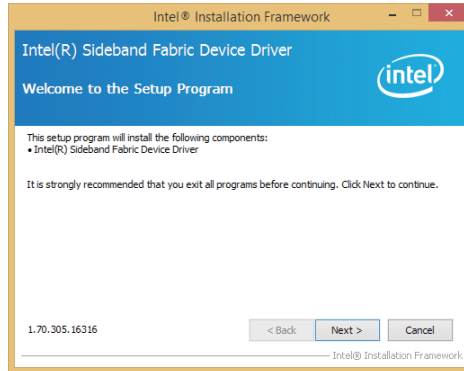 Intel® Installation Framework
Intel(R) Sideband Fabric Device Driver
Welcome to the Setup Program
intel
This setup program will install the following components:
• Intel(R) Sideband Fabric Device Driver
It is strongly recommended that you exit all programs before continuing. Click Next to continue.
1.70.305.16316
< Back Next > Cancel
Intel® Installation Framework